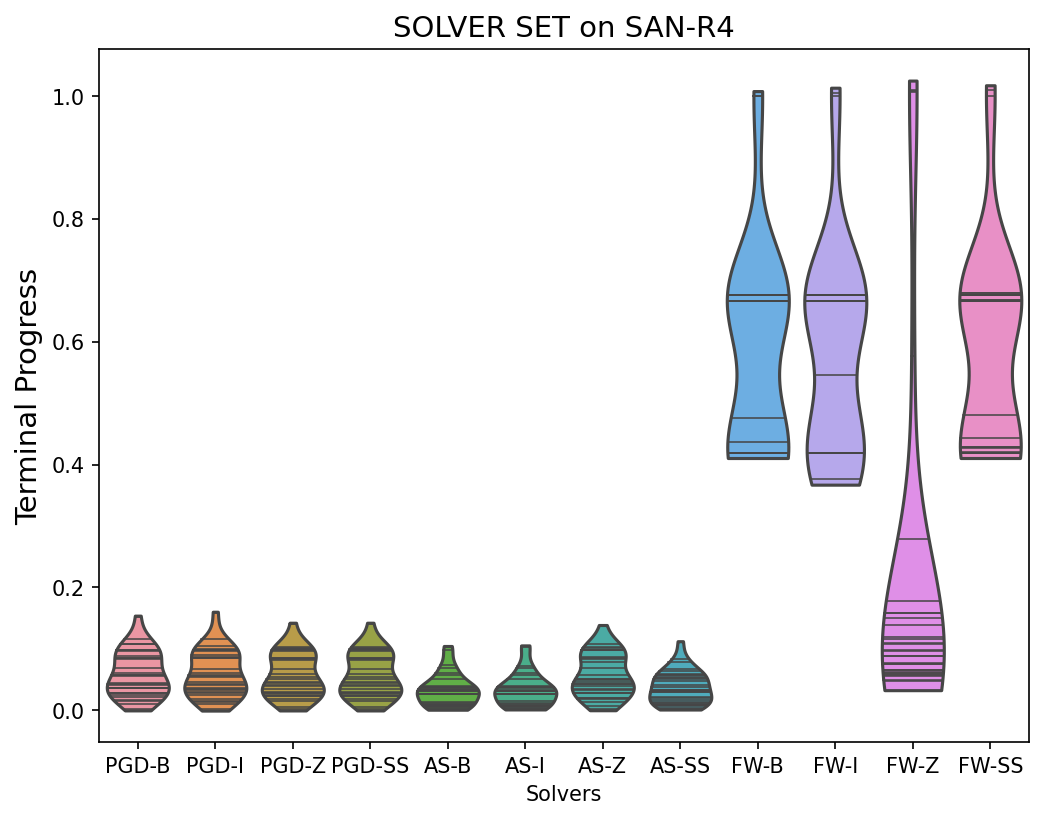 SOLVER SET on SAN-R4
Terminal Progress
1.0
0.8
0.6
0.4
0.2
0.0
PGD-B PGD-I PGD-Z PGD-SS AS-B AS-I AS-Z AS-SS FW-B FW-I FW-Z FW-SS
Solvers